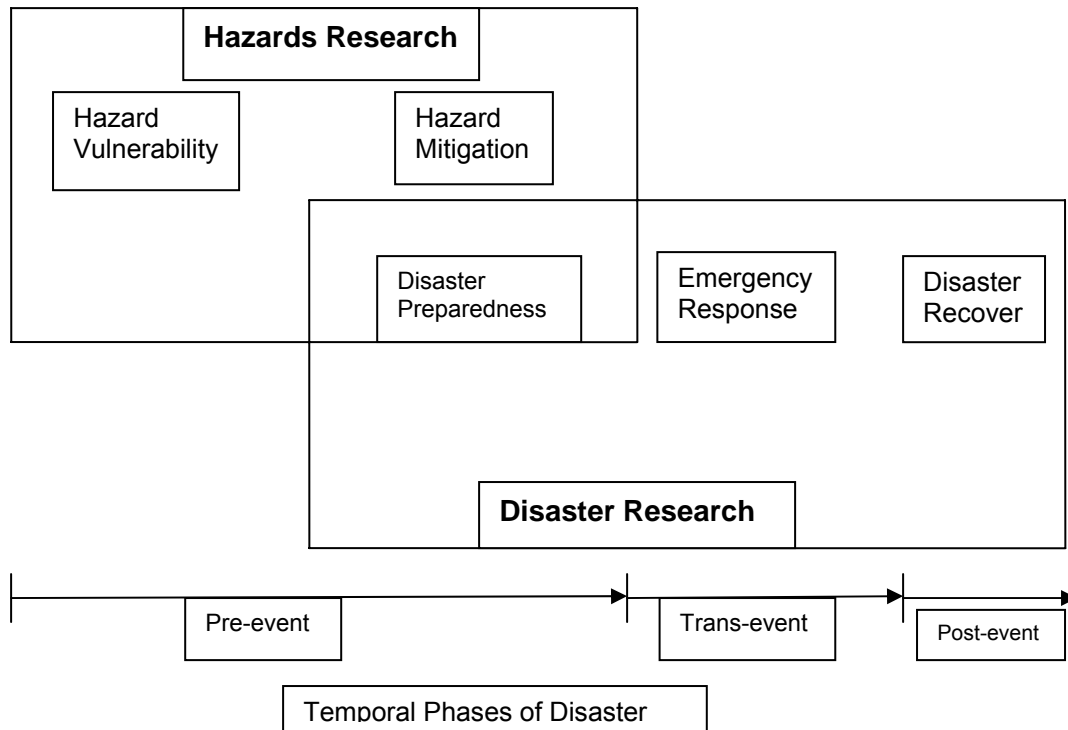 Hazards Research
Hazard
Vulnerability
Hazard
Mitigation
Disaster
Preparedness
Emergency
Response
Disaster
Recover
Disaster Research
Pre-event
Trans-event
Post-event
Temporal Phases of Disaster